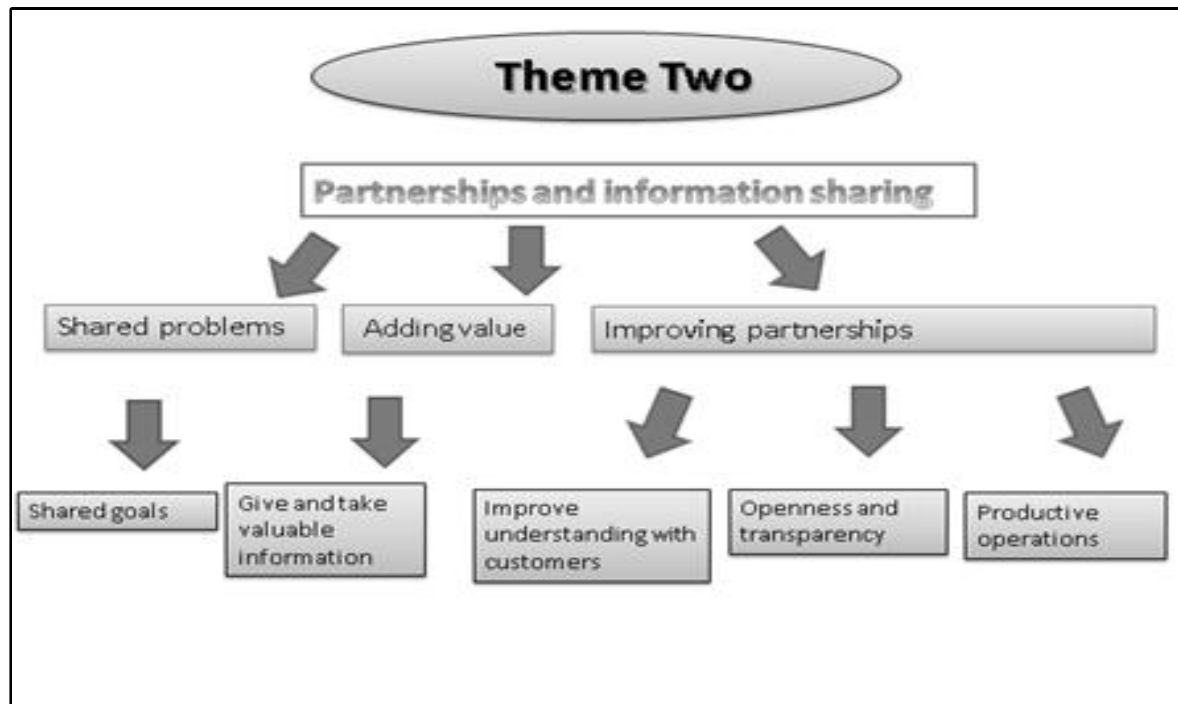 Theme Two
Partnerships and information sharing
Shared problems
Adding value
Improving partnerships
Shared goals
Give and take
valuable
information
Improve
understanding with
customers
Openness and
transparency
Productive
operations